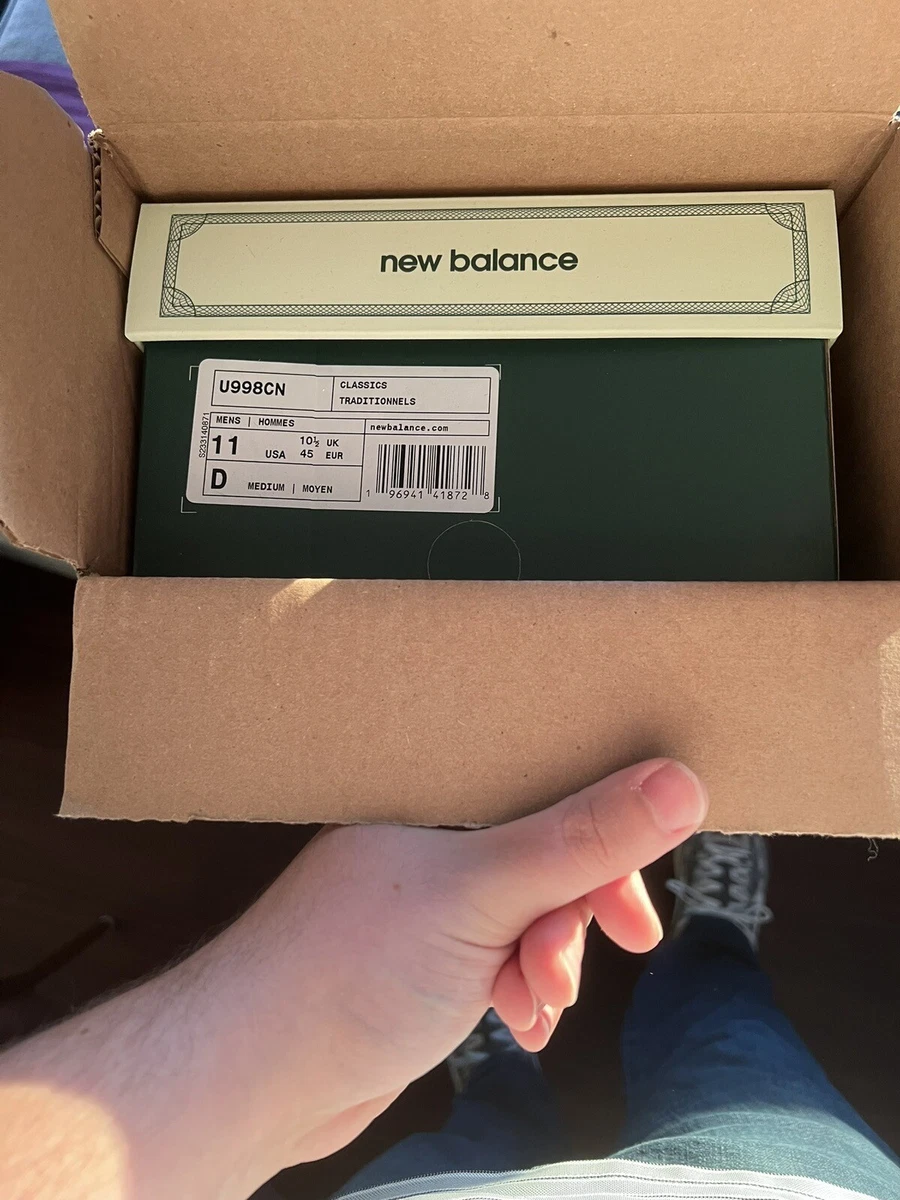 new balance
U998CN
CLASSICS
TRADITIONNELS
MENS | HOMMES
newbalance.com
11 USA 10½ UK
45 EUR
D MEDIUM | MOYEN
S233140871
1 96941 41872 8